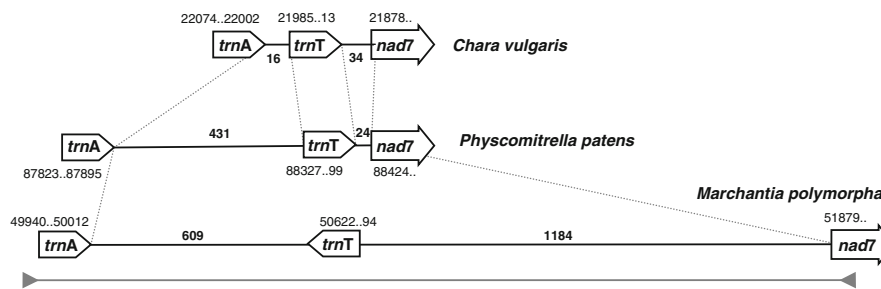 22074..22002 21985..13 21878..
trnA trnT nad7 Chara vulgaris
16 34
431 24
trnA trnT nad7 Physcomitrella patens
87823..87895 88327..99 88424..
Marchantia polymorpha
49940..50012 50622..94 51879..
609 1184
trnA trnT nad7